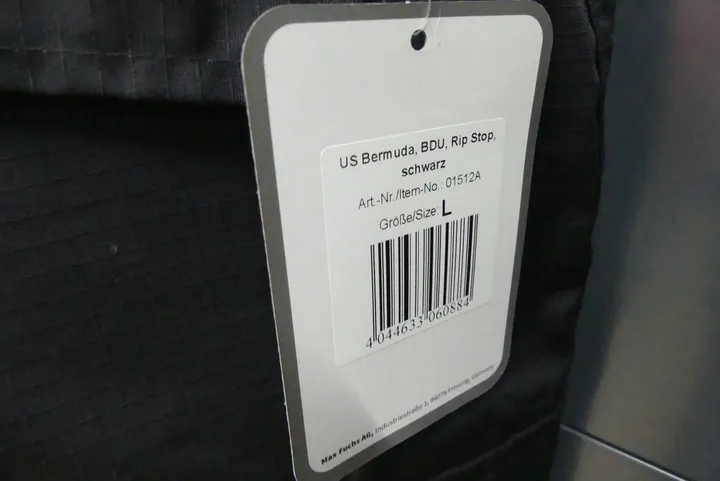 US Bermuda, BDU, Rip Stop,
schwarz
Art.-Nr./Item-No.: 01512A
Größe/Size: L
4 044633 060884
Max Fuchs AG, Industriestraße 1, 94078 Freyung, Germany